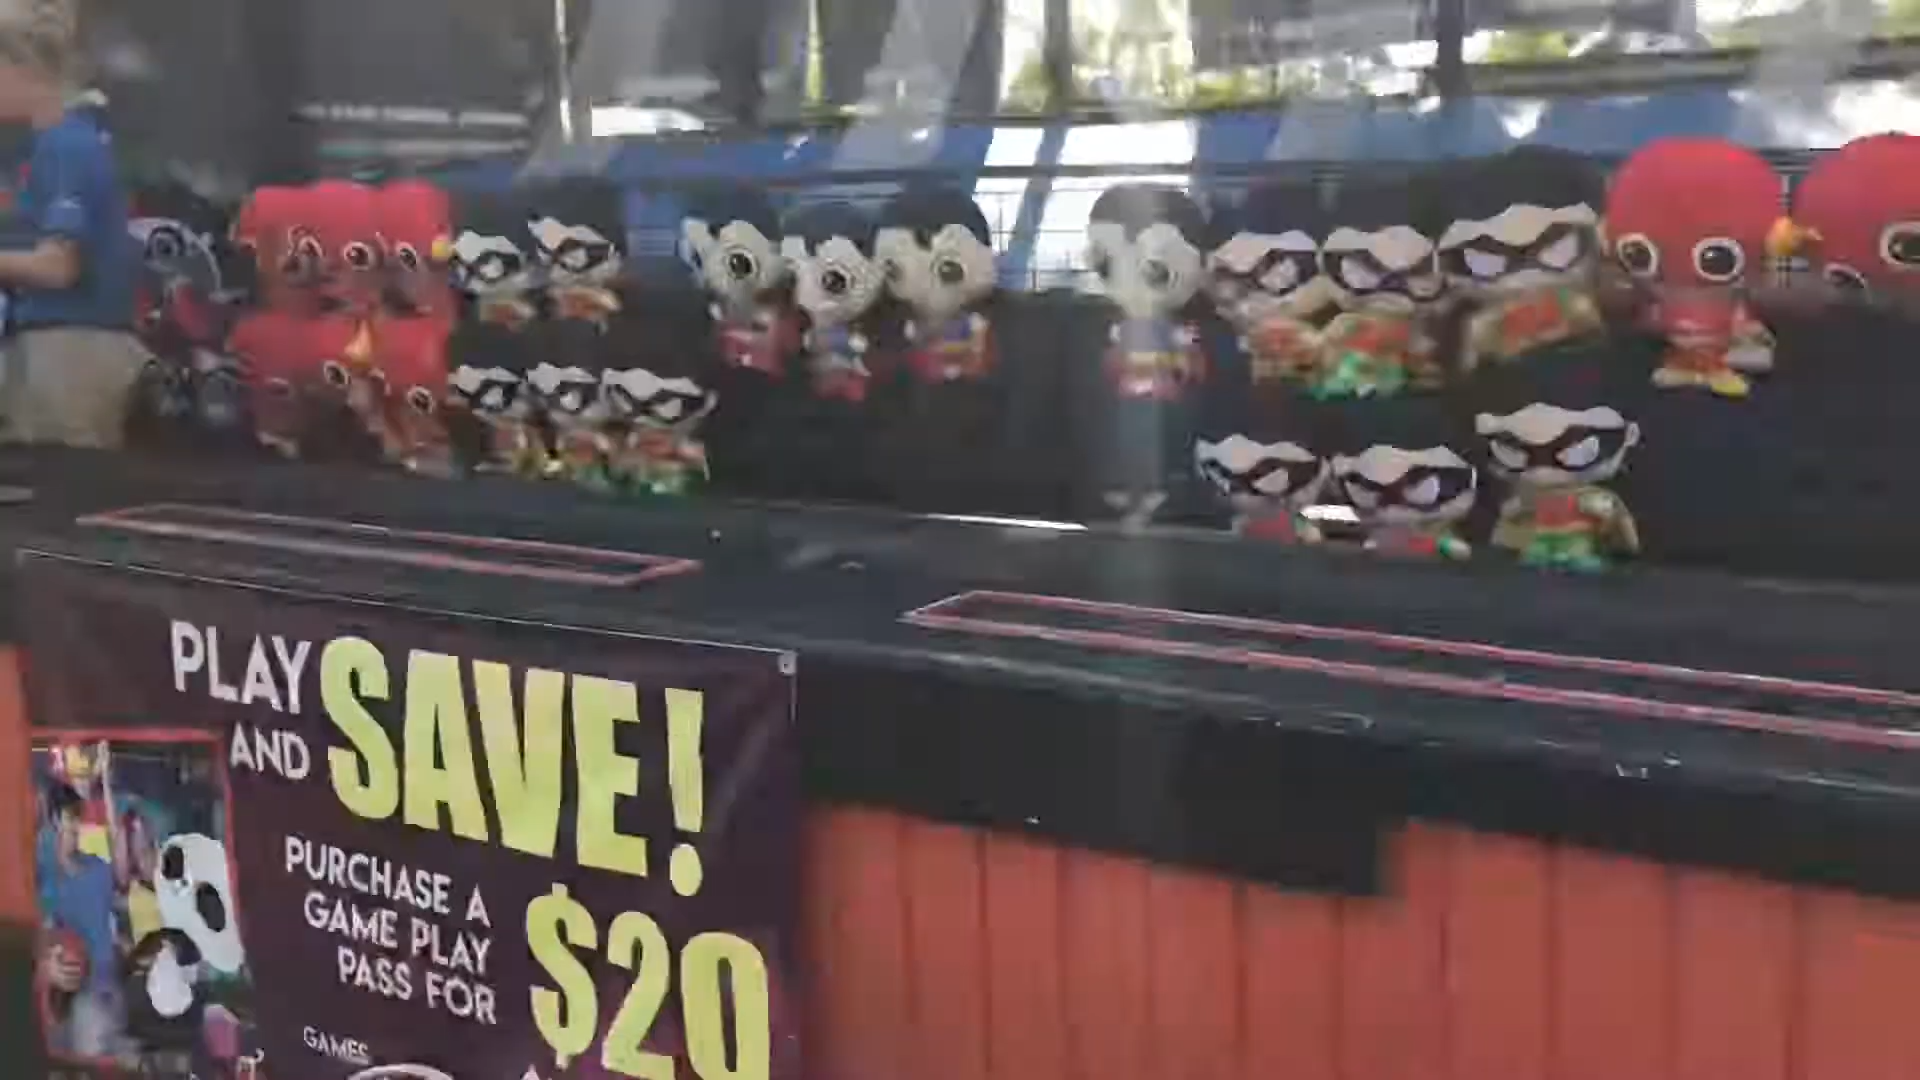 PLAY
AND SAVE!
PURCHASE A
GAME PLAY
PASS FOR
$20
GAMES